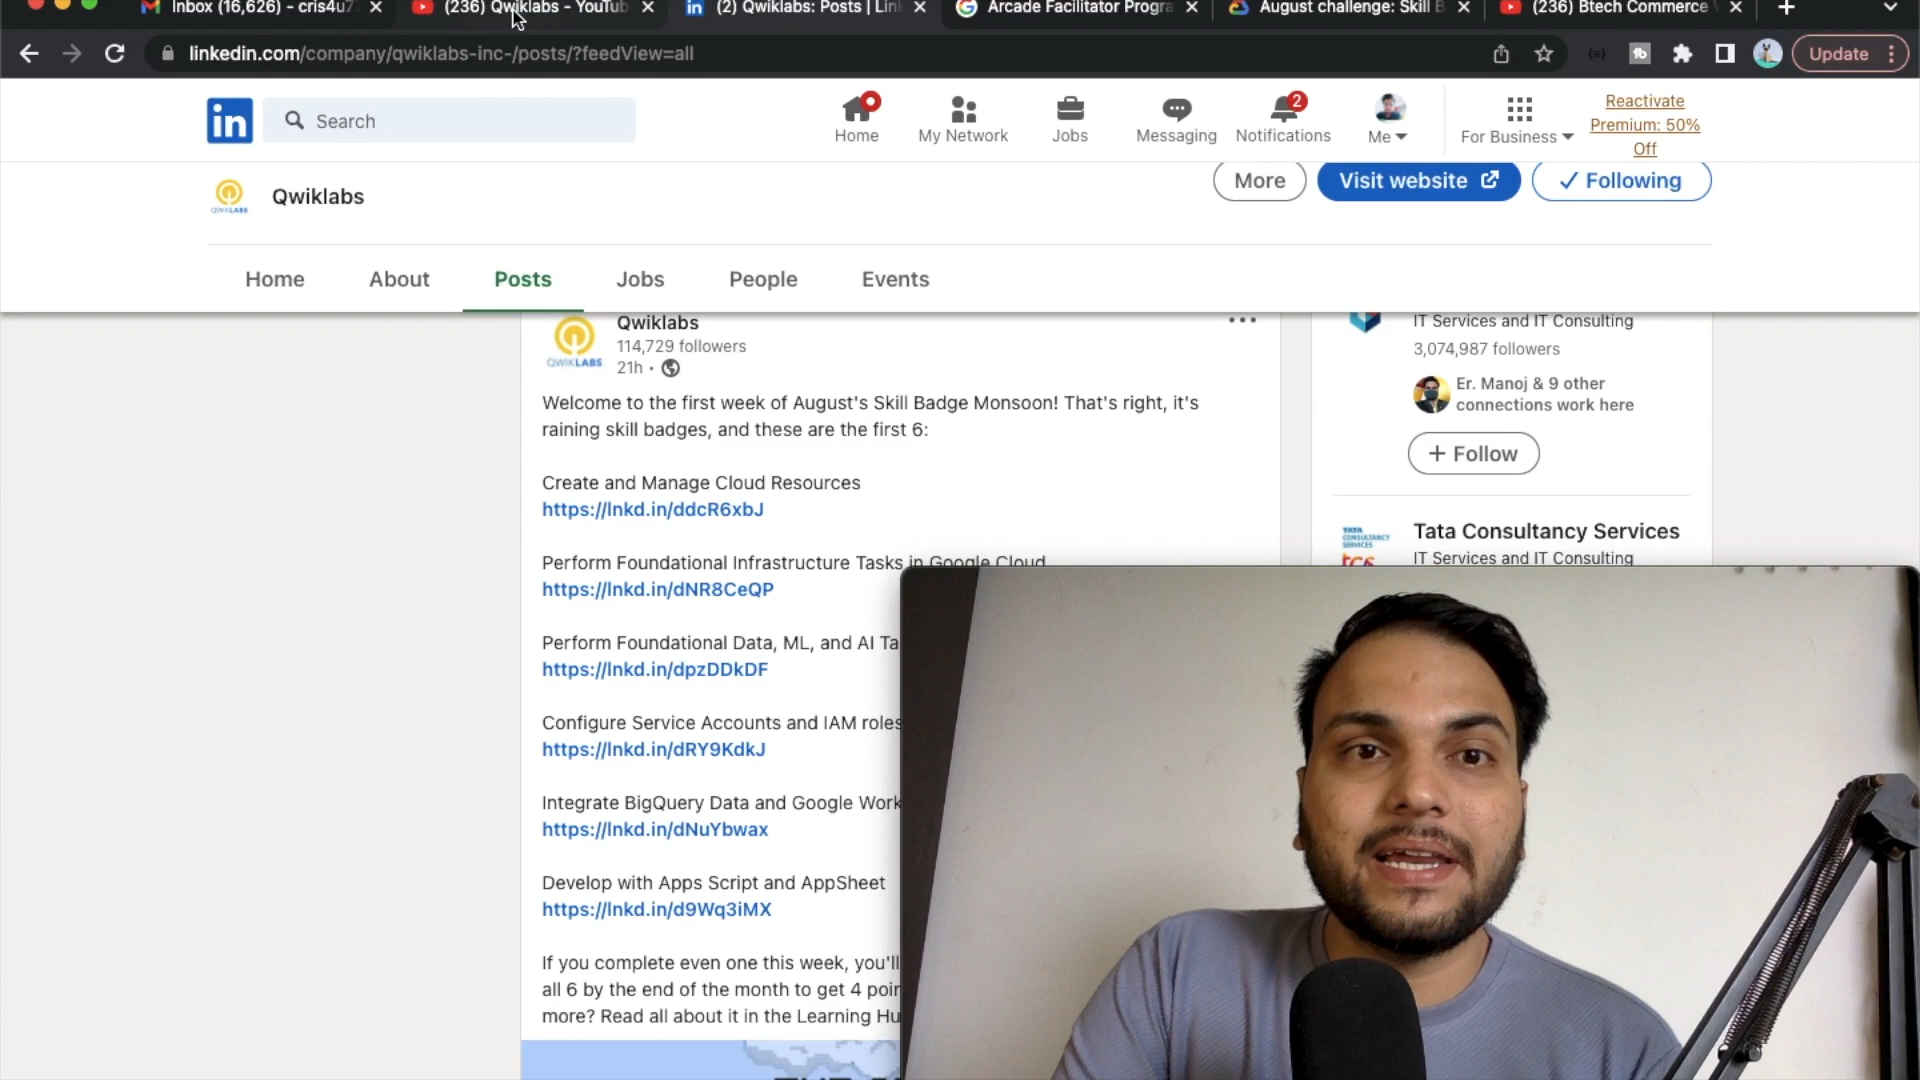 Inbox (16,626) - cris4u7
(236) Qwiklabs - YouTub
(2) Qwiklabs: Posts | Lin
Arcade Facilitator Progra
August challenge: Skill B
(236) Btech Commerce
linkedin.com/company/qwiklabs-inc-/posts/?feedView=all
Update
Search
Home
My Network
Jobs
Messaging
2
Notifications
Me
For Business
Reactivate
Premium: 50%
Off
QWIKLABS
Qwiklabs
More
Visit website
Following
Home
About
Posts
Jobs
People
Events
QWIKLABS
Qwiklabs
114,729 followers
21h •
Welcome to the first week of August's Skill Badge Monsoon! That's right, it's
raining skill badges, and these are the first 6:
Create and Manage Cloud Resources
https://lnkd.in/ddcR6xbJ
Perform Foundational Infrastructure Tasks in Google Cloud
https://lnkd.in/dNR8CeQP
Perform Foundational Data, ML, and AI Ta
https://lnkd.in/dpzDDkDF
Configure Service Accounts and IAM roles
https://lnkd.in/dRY9KdkJ
Integrate BigQuery Data and Google Work
https://lnkd.in/dNuYbwax
Develop with Apps Script and AppSheet
https://lnkd.in/d9Wq3iMX
If you complete even one this week, you'll
all 6 by the end of the month to get 4 poin
more? Read all about it in the Learning Hu
IT Services and IT Consulting
3,074,987 followers
Er. Manoj & 9 other
connections work here
+ Follow
TATA
CONSULTANCY
SERVICES
tcs
Tata Consultancy Services
IT Services and IT Consulting